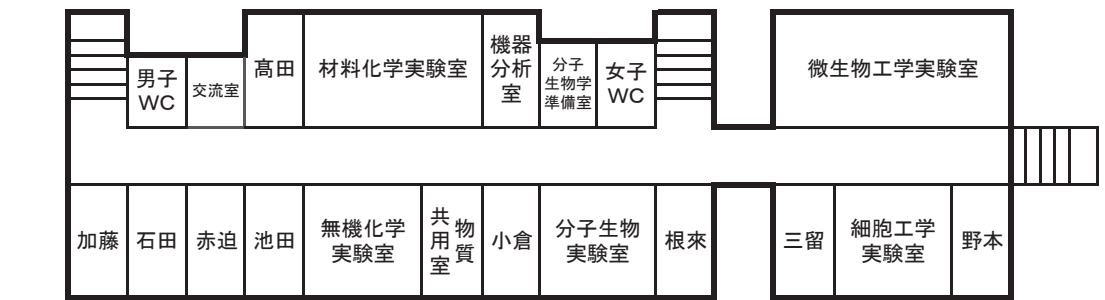 男子
WC
交流室
髙田
材料化学実験室
機器
分析
室
分子
生物学
準備室
女子
WC
微生物工学実験室
加藤
石田
赤迫
池田
無機化学
実験室
物質
共用室
小倉
分子生物
実験室
根來
三留
細胞工学
実験室
野本